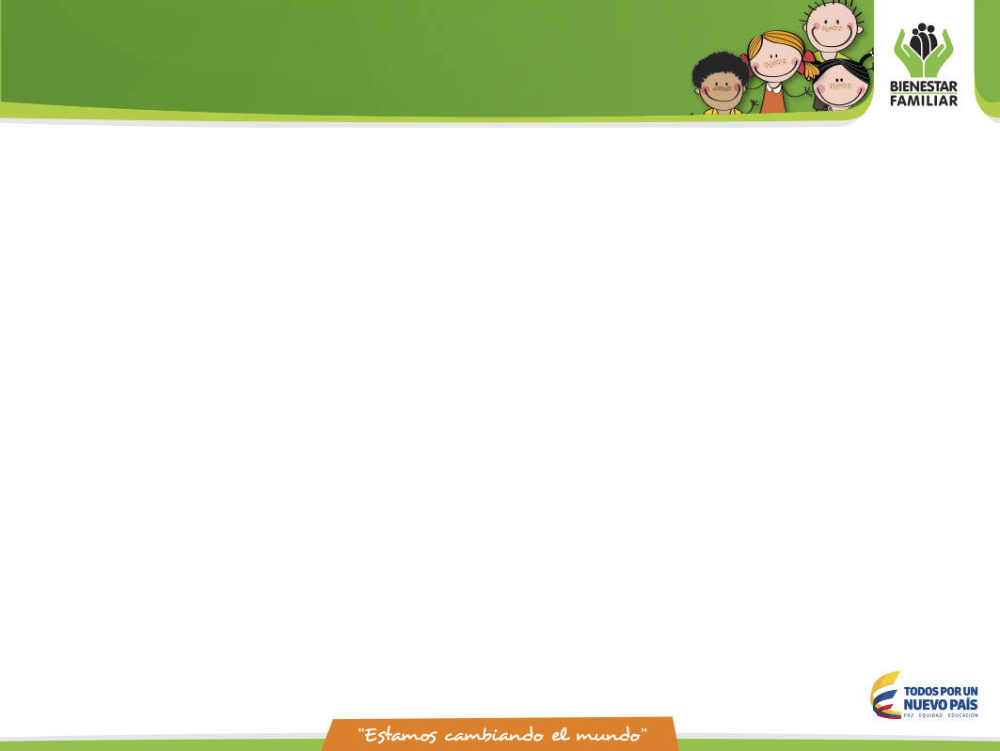 BIENESTAR
FAMILIAR
TODOS POR UN
NUEVO PAÍS
PAZ EQUIDAD EDUCACIÓN
"Estamos cambiando el mundo"